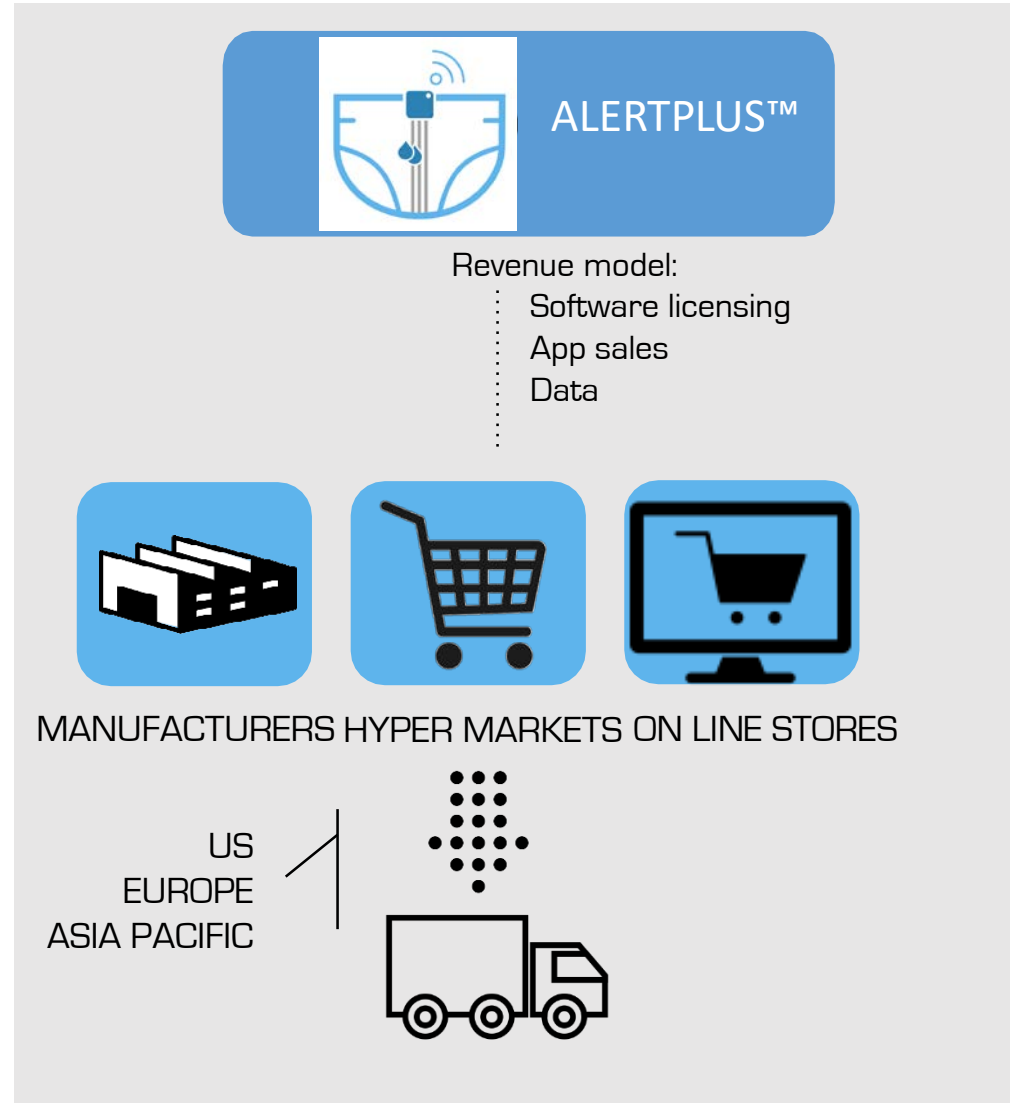 ALERTPLUS™
Revenue model:
Software licensing
App sales
Data
MANUFACTURERS HYPER MARKETS ON LINE STORES
US
EUROPE
ASIA PACIFIC